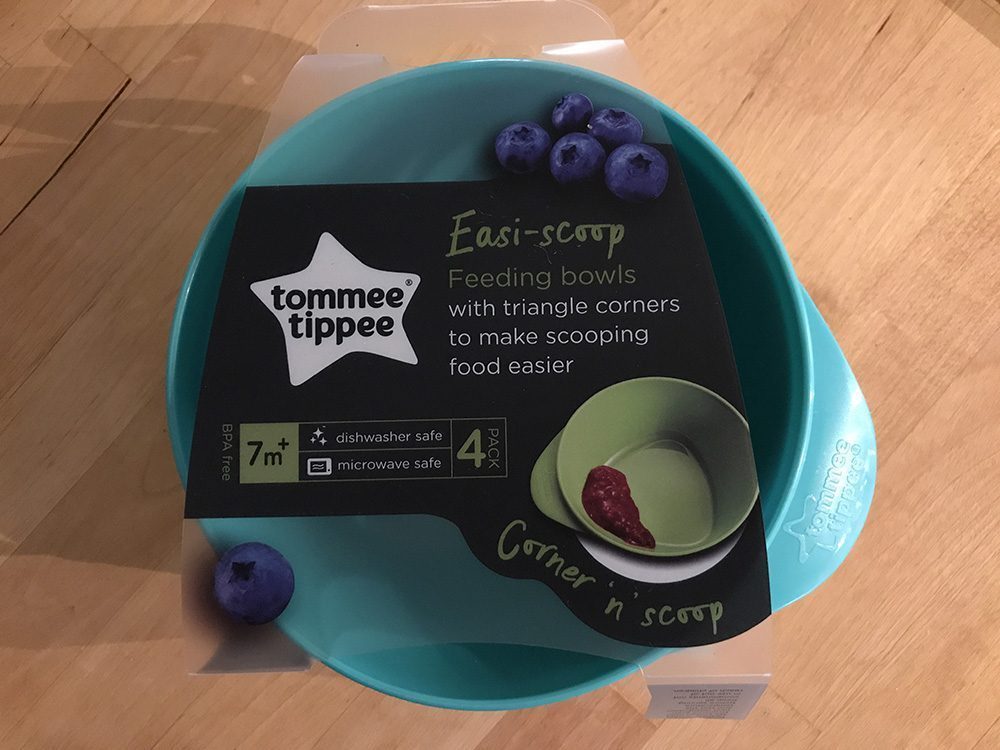 Easi-scoop
Feeding bowls
with triangle corners
to make scooping
food easier
tommee®
tippee
BPA free
7m+
dishwasher safe
microwave safe
4 PACK
Corner 'n' scoop
tommee
tippee®